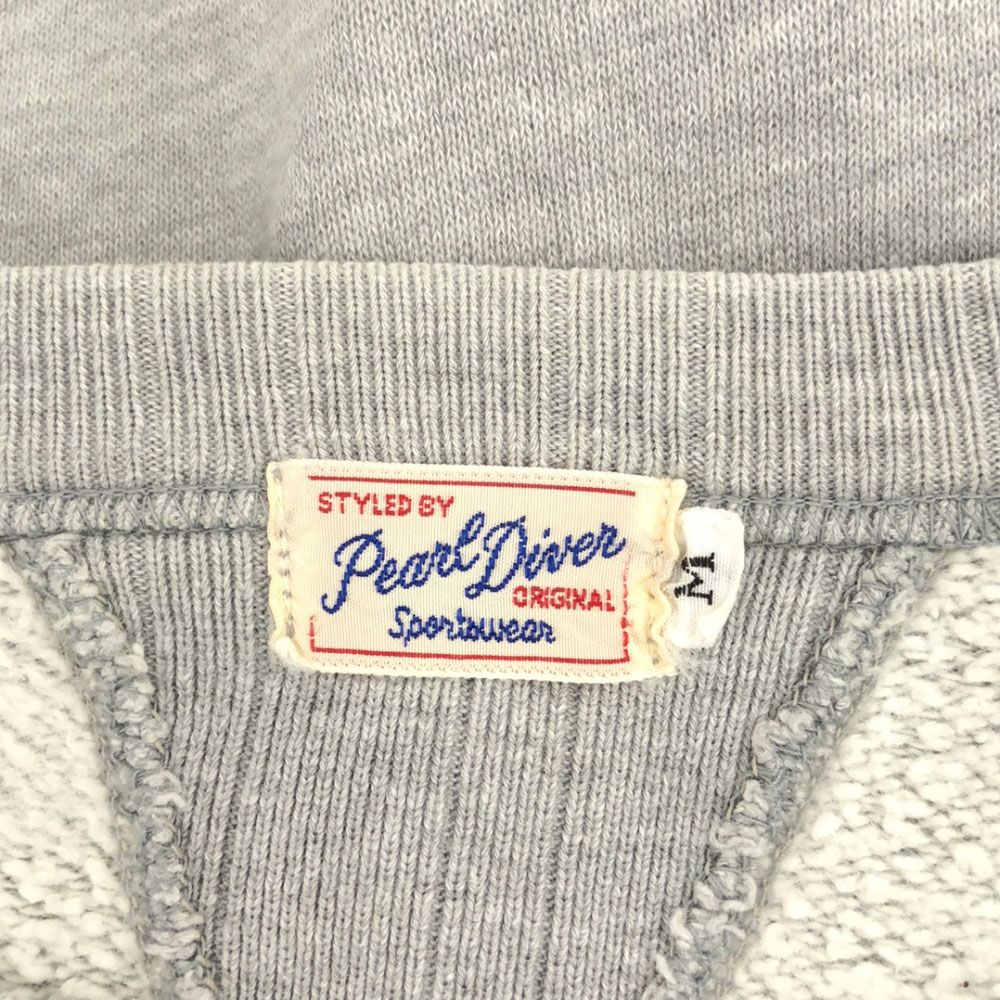 STYLED BY
Pearl Diver
ORIGINAL
Sportswear
M